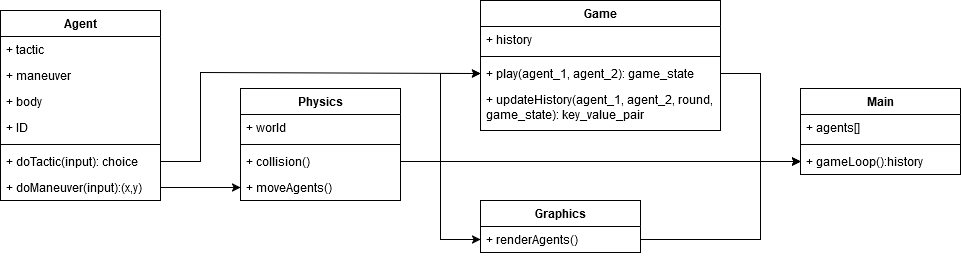 Agent
+ tactic
+ maneuver
+ body
+ ID
+ doTactic(input): choice
+ doManeuver(input):(x,y)
Physics
+ world
+ collision()
+ moveAgents()
Game
+ history
+ play(agent_1, agent_2): game_state
+ updateHistory(agent_1, agent_2, round,
game_state): key_value_pair
Graphics
+ renderAgents()
Main
+ agents[]
+ gameLoop():history